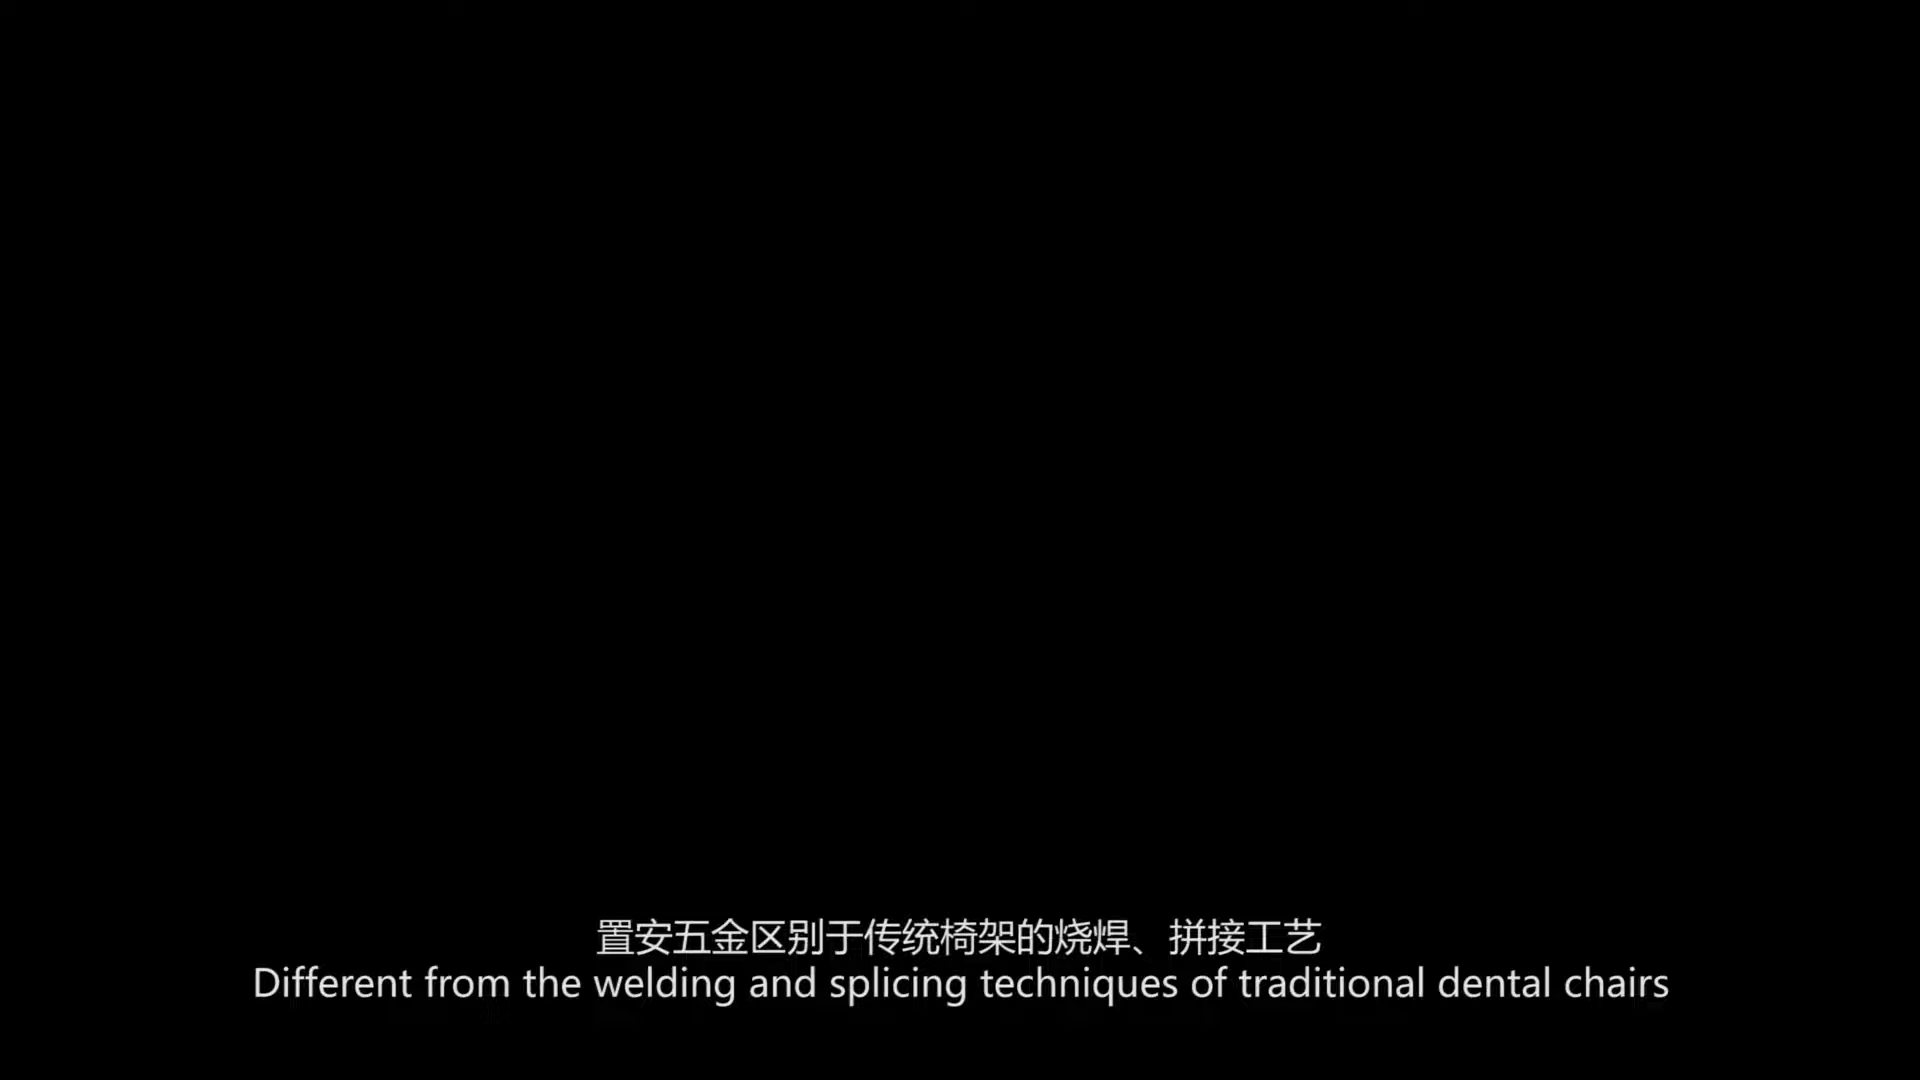 置安五金区别于传统椅架的烧焊、拼接工艺
Different from the welding and splicing techniques of traditional dental chairs